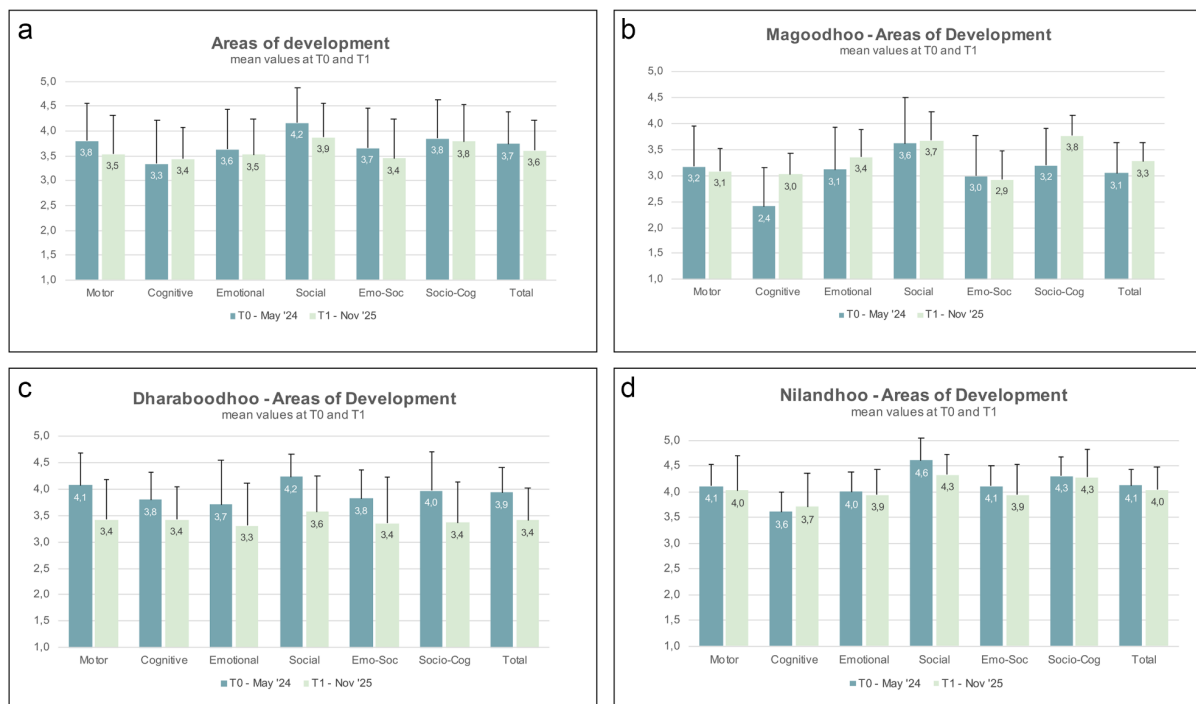 a
Areas of development
mean values at T0 and T1
5,0
4,5
4,0
3,5
3,0
2,5
2,0
1,5
1,0
3,8 3,5 3,3 3,4 3,6 3,5 4,2 3,9 3,7 3,4 3,8 3,8 3,7 3,6
Motor Cognitive Emotional Social Emo-Soc Socio-Cog Total
T0 - May '24 T1 - Nov '25
b
Magoodhoo - Areas of Development
mean values at T0 and T1
5,0
4,5
4,0
3,5
3,0
2,5
2,0
1,5
1,0
3,2 3,1 2,4 3,0 3,1 3,4 3,6 3,7 3,0 2,9 3,2 3,8 3,1 3,3
Motor Cognitive Emotional Social Emo-Soc Socio-Cog Total
T0 - May '24 T1 - Nov '25
c
Dharaboodhoo - Areas of Development
mean values at T0 and T1
5,0
4,5
4,0
3,5
3,0
2,5
2,0
1,5
1,0
4,1 3,4 3,8 3,4 3,7 3,3 4,2 3,6 3,8 3,4 4,0 3,4 3,9 3,4
Motor Cognitive Emotional Social Emo-Soc Socio-Cog Total
T0 - May '24 T1 - Nov '25
d
Nilandhoo - Areas of Development
mean values at T0 and T1
5,0
4,5
4,0
3,5
3,0
2,5
2,0
1,5
1,0
4,1 4,0 3,6 3,7 4,0 3,9 4,6 4,3 4,1 3,9 4,3 4,3 4,1 4,0
Motor Cognitive Emotional Social Emo-Soc Socio-Cog Total
T0 - May '24 T1 - Nov '25